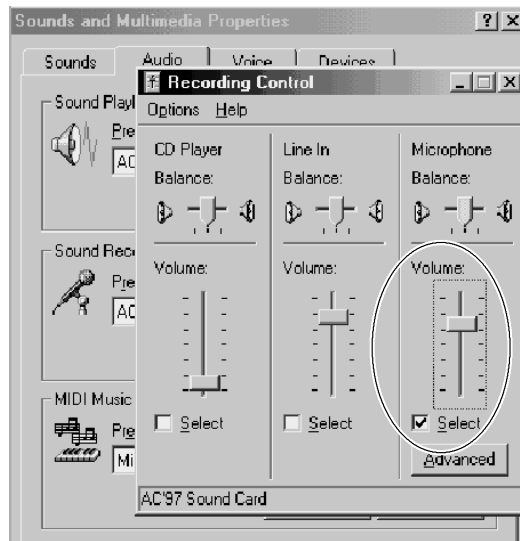 Sounds and Multimedia Properties
Sounds Audio Voice Devices
Recording Control
Options Help
Sound Playl
Pre
AC
CD Player Line In Microphone
Balance: Balance: Balance:
Sound Reco
Pre
AC
Volume: Volume: Volume:
MIDI Music
Pre
Mi
Select Select Select
Advanced
AC'97 Sound Card